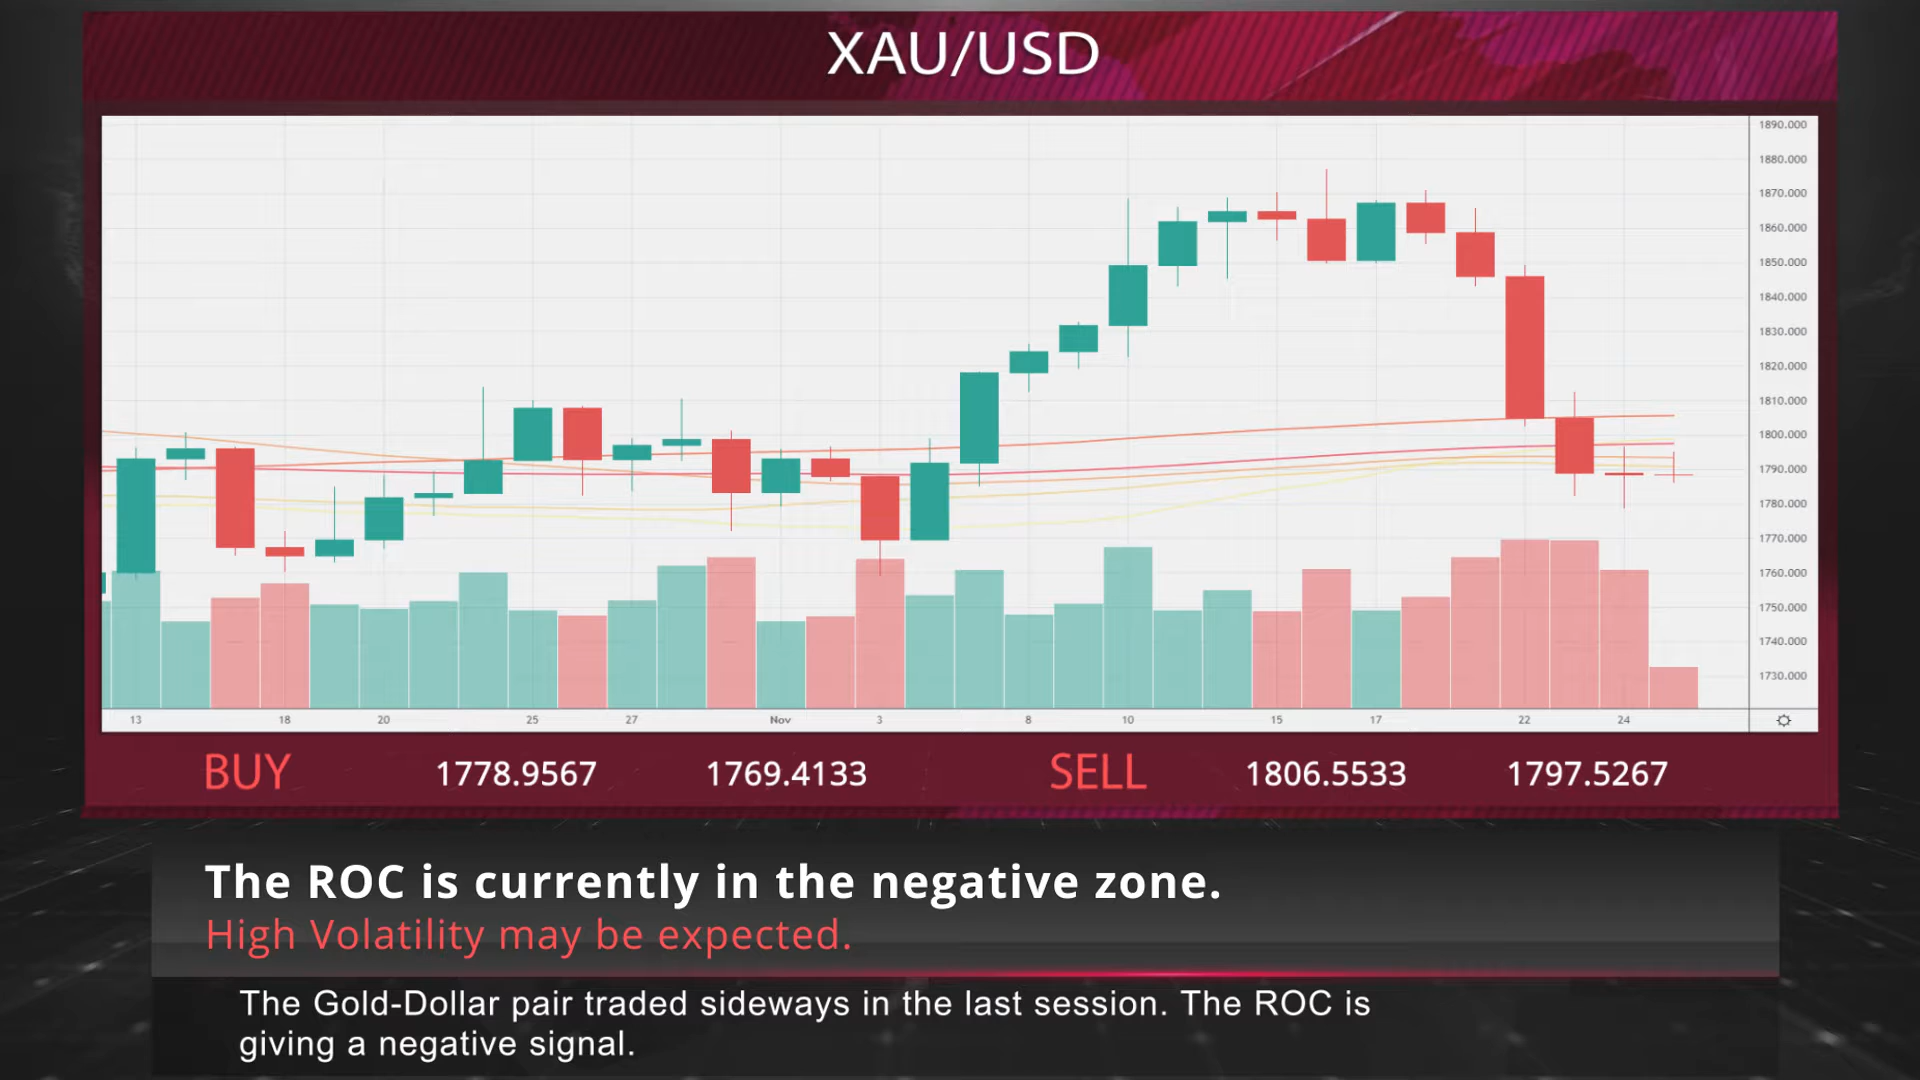 XAU/USD
1890.000
1880.000
1870.000
1860.000
1850.000
1840.000
1830.000
1820.000
1810.000
1800.000
1790.000
1780.000
1770.000
1760.000
1750.000
1740.000
1730.000
13 18 20 25 27 Nov 3 8 10 15 17 22 24
BUY 1778.9567 1769.4133 SELL 1806.5533 1797.5267
The ROC is currently in the negative zone.
High Volatility may be expected.
The Gold-Dollar pair traded sideways in the last session. The ROC is
giving a negative signal.